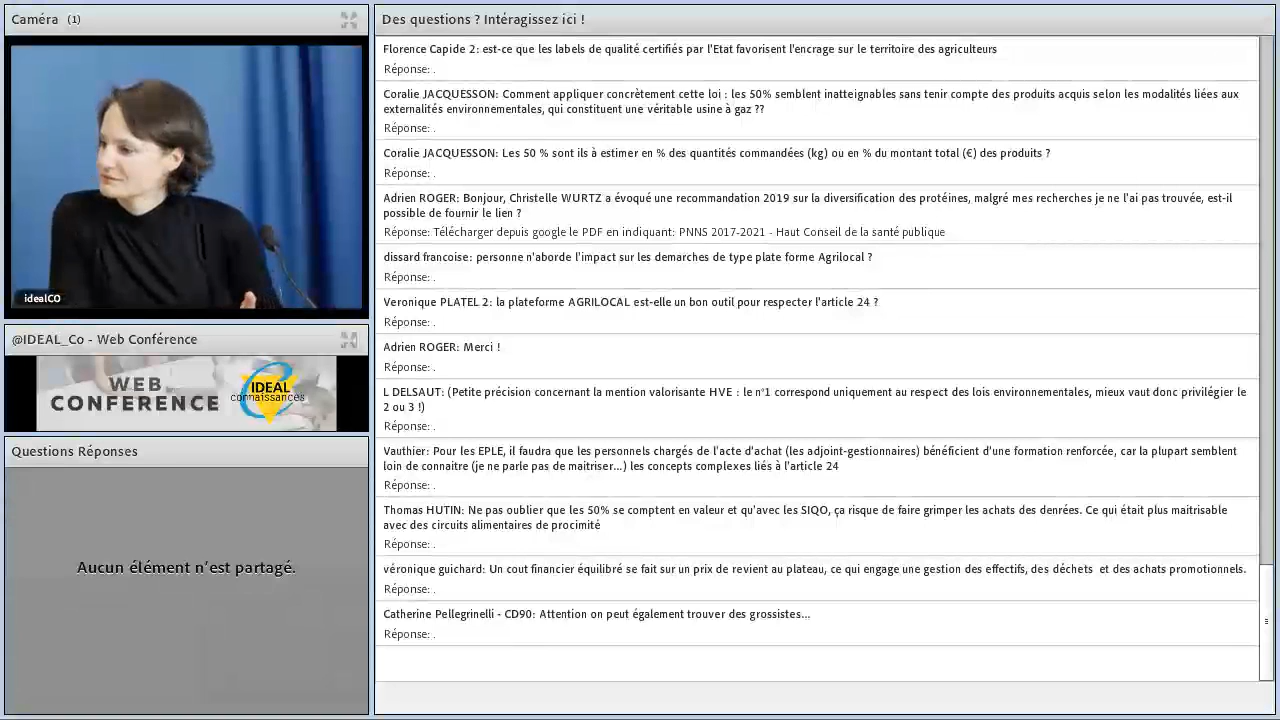 Caméra (1)
idealCO
@IDEAL_Co - Web Conférence
WEB
CONFERENCE
IDEAL
connaissances
Questions Réponses
Aucun élément n'est partagé.
Des questions ? Intéragissez ici !
Florence Capide 2: est-ce que les labels de qualité certifiés par l'Etat favorisent l'encrage sur le territoire des agriculteurs
Réponse: .
Coralie JACQUESSON: Comment appliquer concrètement cette loi : les 50% semblent inatteignables sans tenir compte des produits acquis selon les modalités liées aux
externalités environnementales, qui constituent une véritable usine à gaz ??
Réponse: .
Coralie JACQUESSON: Les 50 % sont ils à estimer en % des quantités commandées (kg) ou en % du montant total (€) des produits ?
Réponse: .
Adrien ROGER: Bonjour, Christelle WURTZ a évoqué une recommandation 2019 sur la diversification des protéines, malgré mes recherches je ne l'ai pas trouvée, est-il
possible de fournir le lien ?
Réponse: Télécharger depuis google le PDF en indiquant: PNNS 2017-2021 - Haut Conseil de la santé publique
dissard francoise: personne n'aborde l'impact sur les demarches de type plate forme Agrilocal ?
Réponse: .
Veronique PLATEL 2: la plateforme AGRILOCAL est-elle un bon outil pour respecter l'article 24 ?
Réponse: .
Adrien ROGER: Merci !
Réponse: .
L DELSAUT: (Petite précision concernant la mention valorisante HVE : le n°1 correspond uniquement au respect des lois environnementales, mieux vaut donc privilégier le
2 ou 3 !)
Réponse: .
Vauthier: Pour les EPLE, il faudra que les personnels chargés de l'acte d'achat (les adjoint-gestionnaires) bénéficient d'une formation renforcée, car la plupart semblent
loin de connaitre (je ne parle pas de maitriser...) les concepts complexes liés à l'article 24
Réponse: .
Thomas HUTIN: Ne pas oublier que les 50% se comptent en valeur et qu'avec les SIQO, ça risque de faire grimper les achats des denrées. Ce qui était plus maitrisable
avec des circuits alimentaires de procimité
Réponse: .
véronique guichard: Un cout financier équilibré se fait sur un prix de revient au plateau, ce qui engage une gestion des effectifs, des déchets et des achats promotionnels.
Réponse: .
Catherine Pellegrinelli - CD90: Attention on peut également trouver des grossistes...
Réponse: .